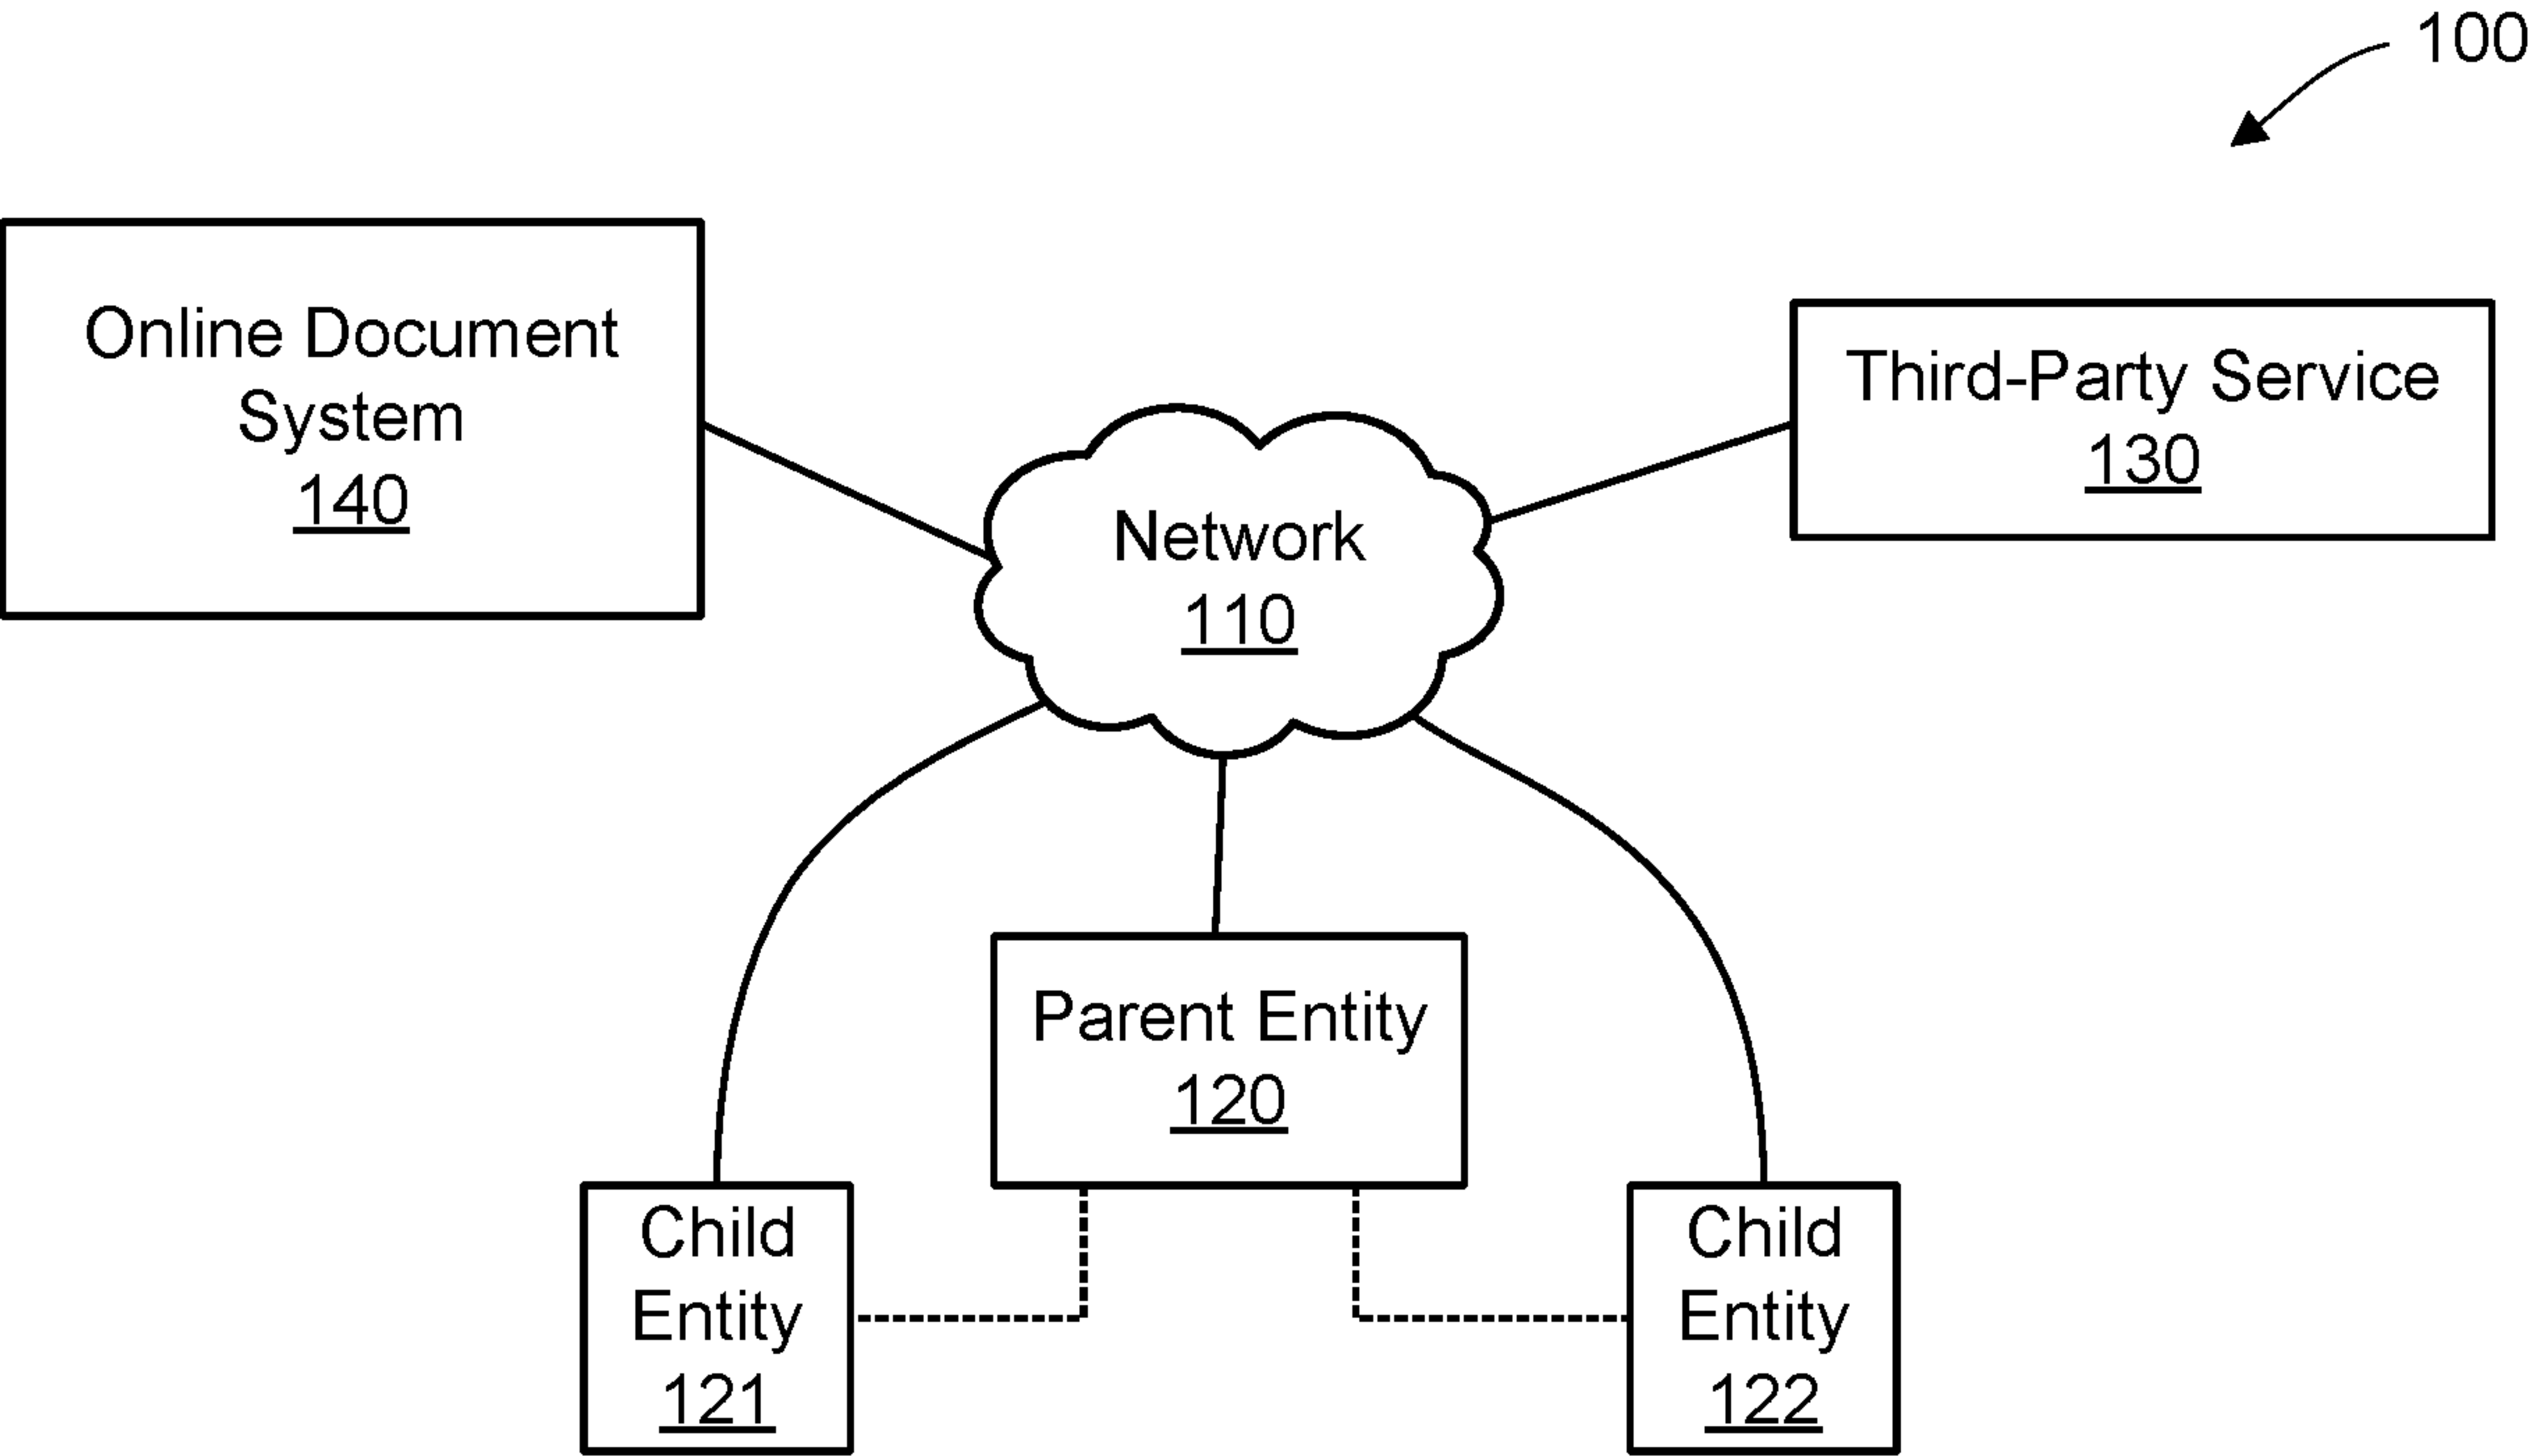 100
Online Document
System
140
Third-Party Service
130
Network
110
Parent Entity
120
Child
Entity
121
Child
Entity
122